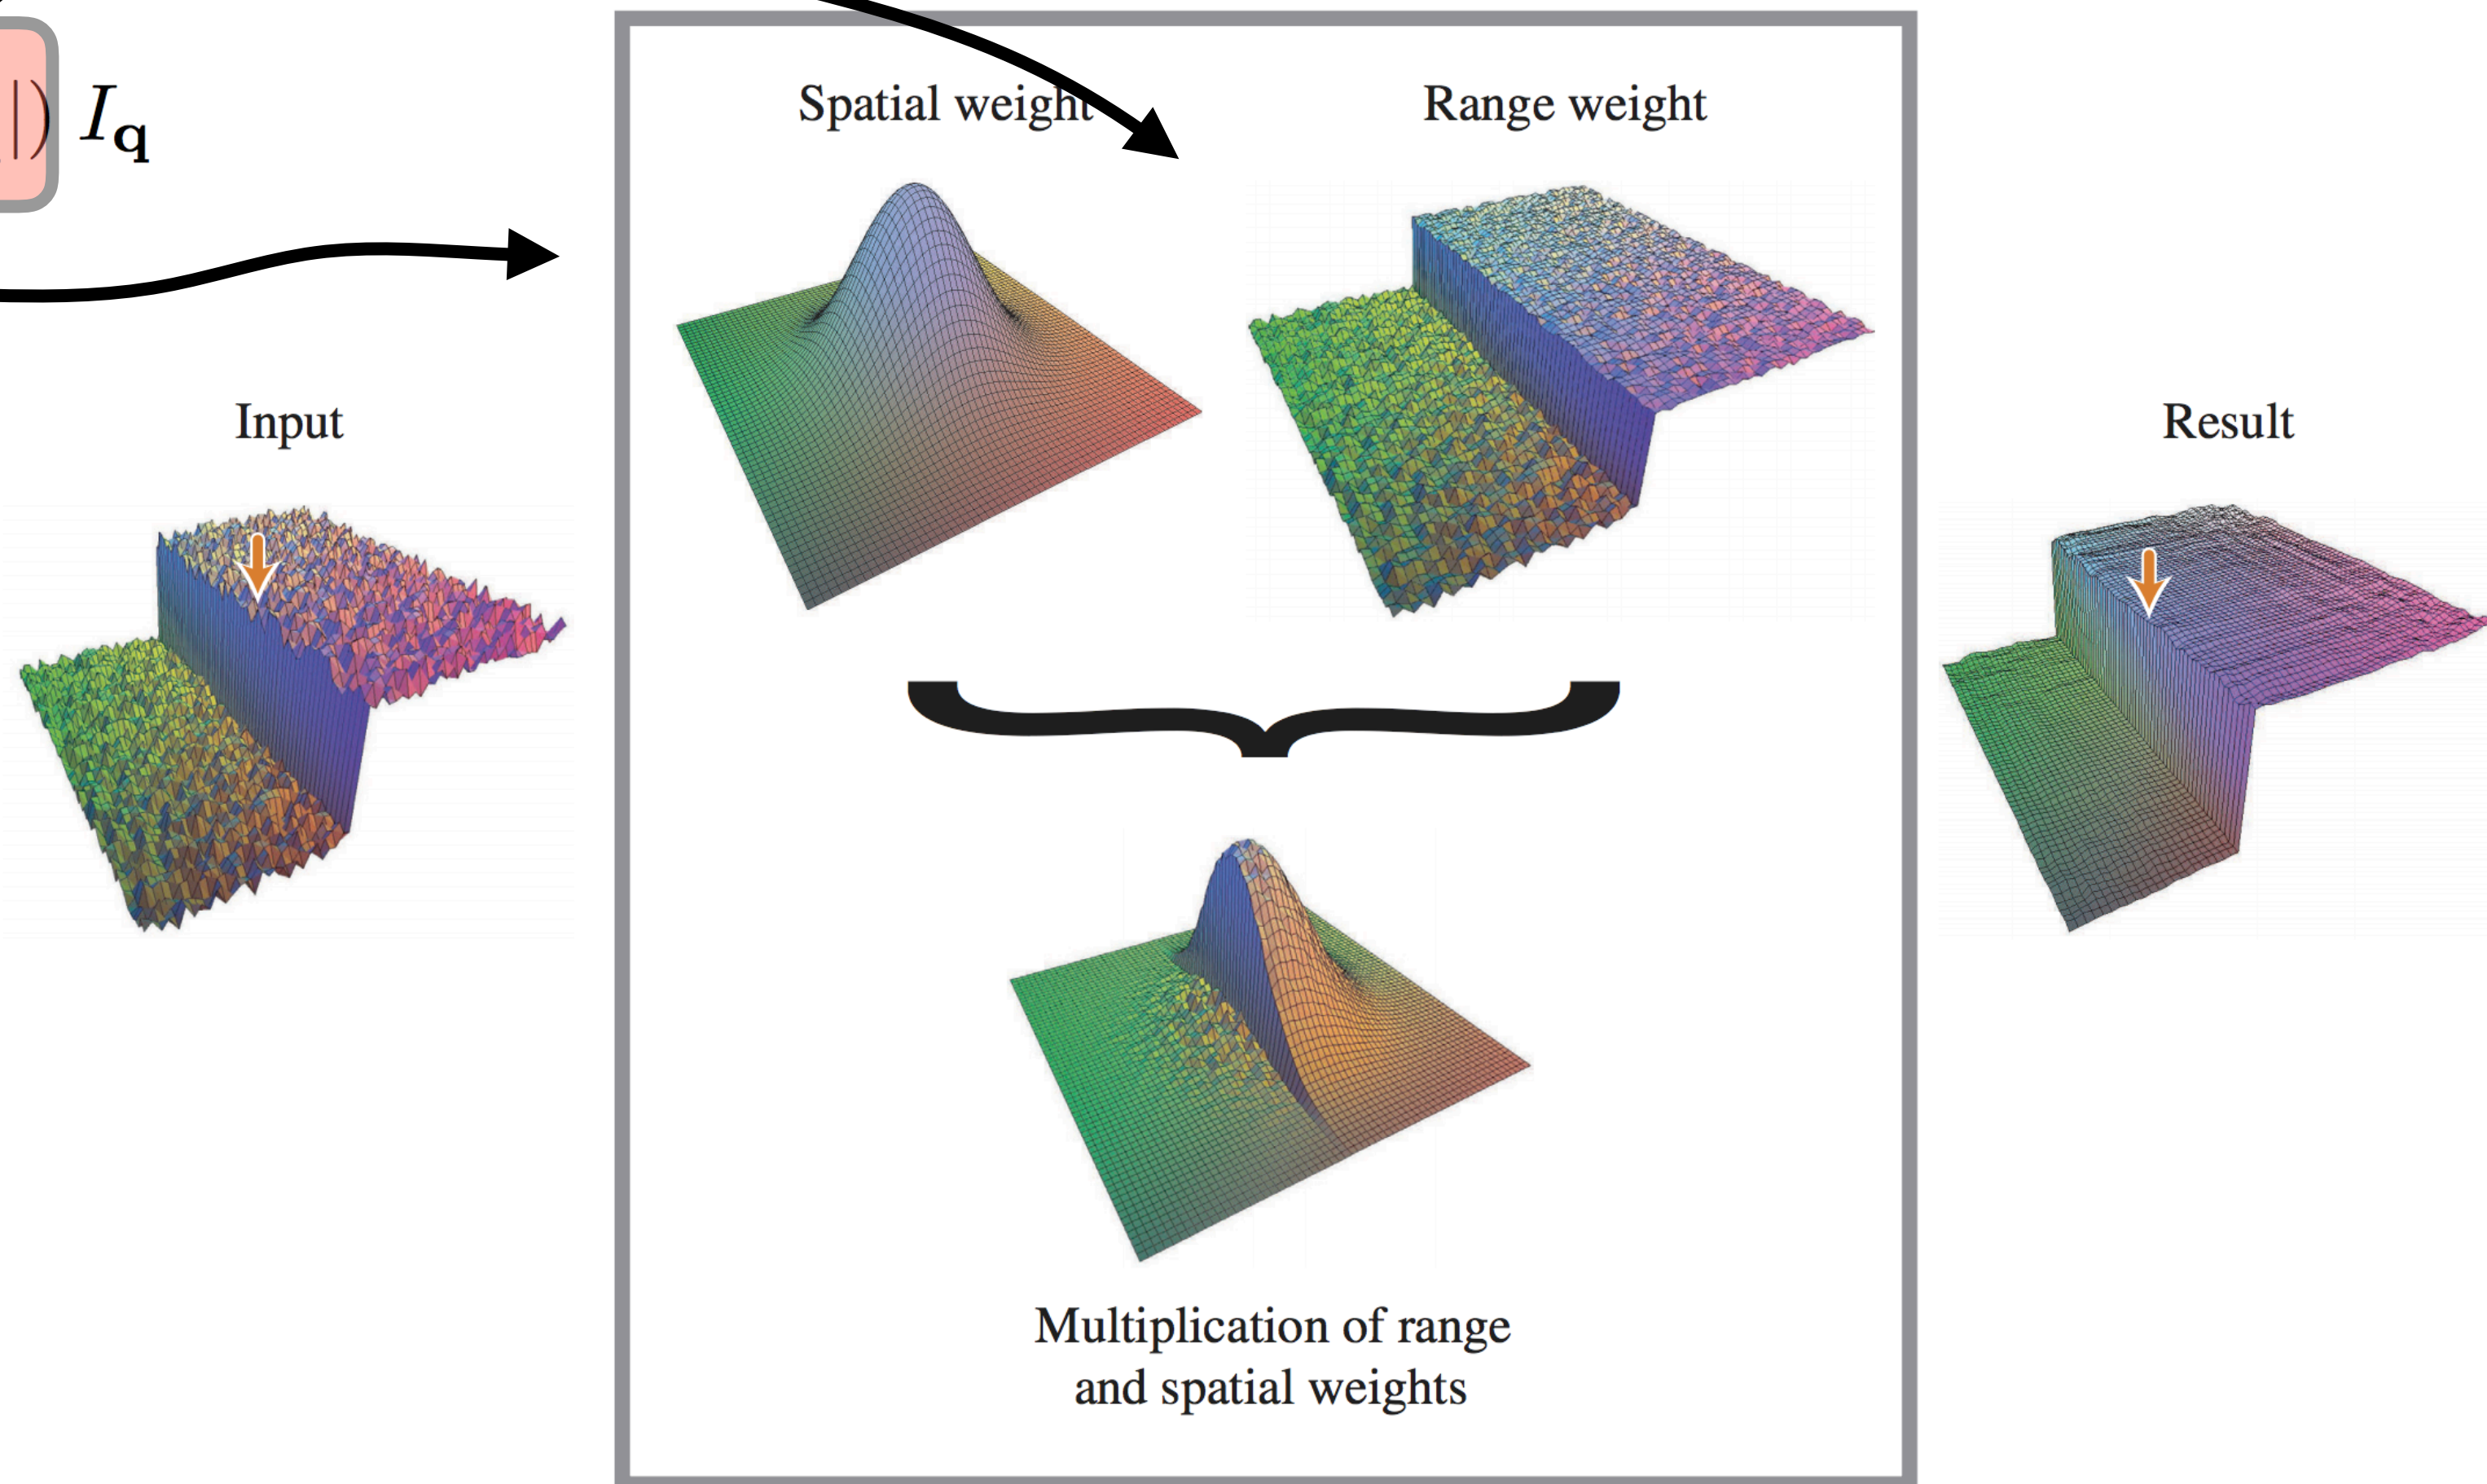 |) I_q
Spatial weight
Range weight
Input
Result
Multiplication of range
and spatial weights